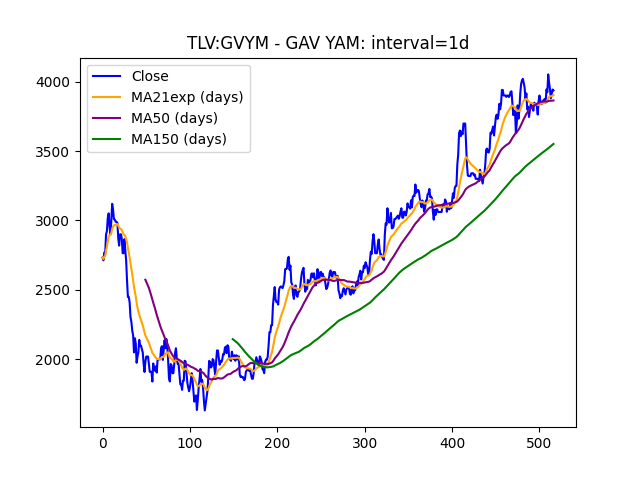 TLV:GVYM - GAV YAM: interval=1d
Close
MA21exp (days)
MA50 (days)
MA150 (days)
4000
3500
3000
2500
2000
0 100 200 300 400 500